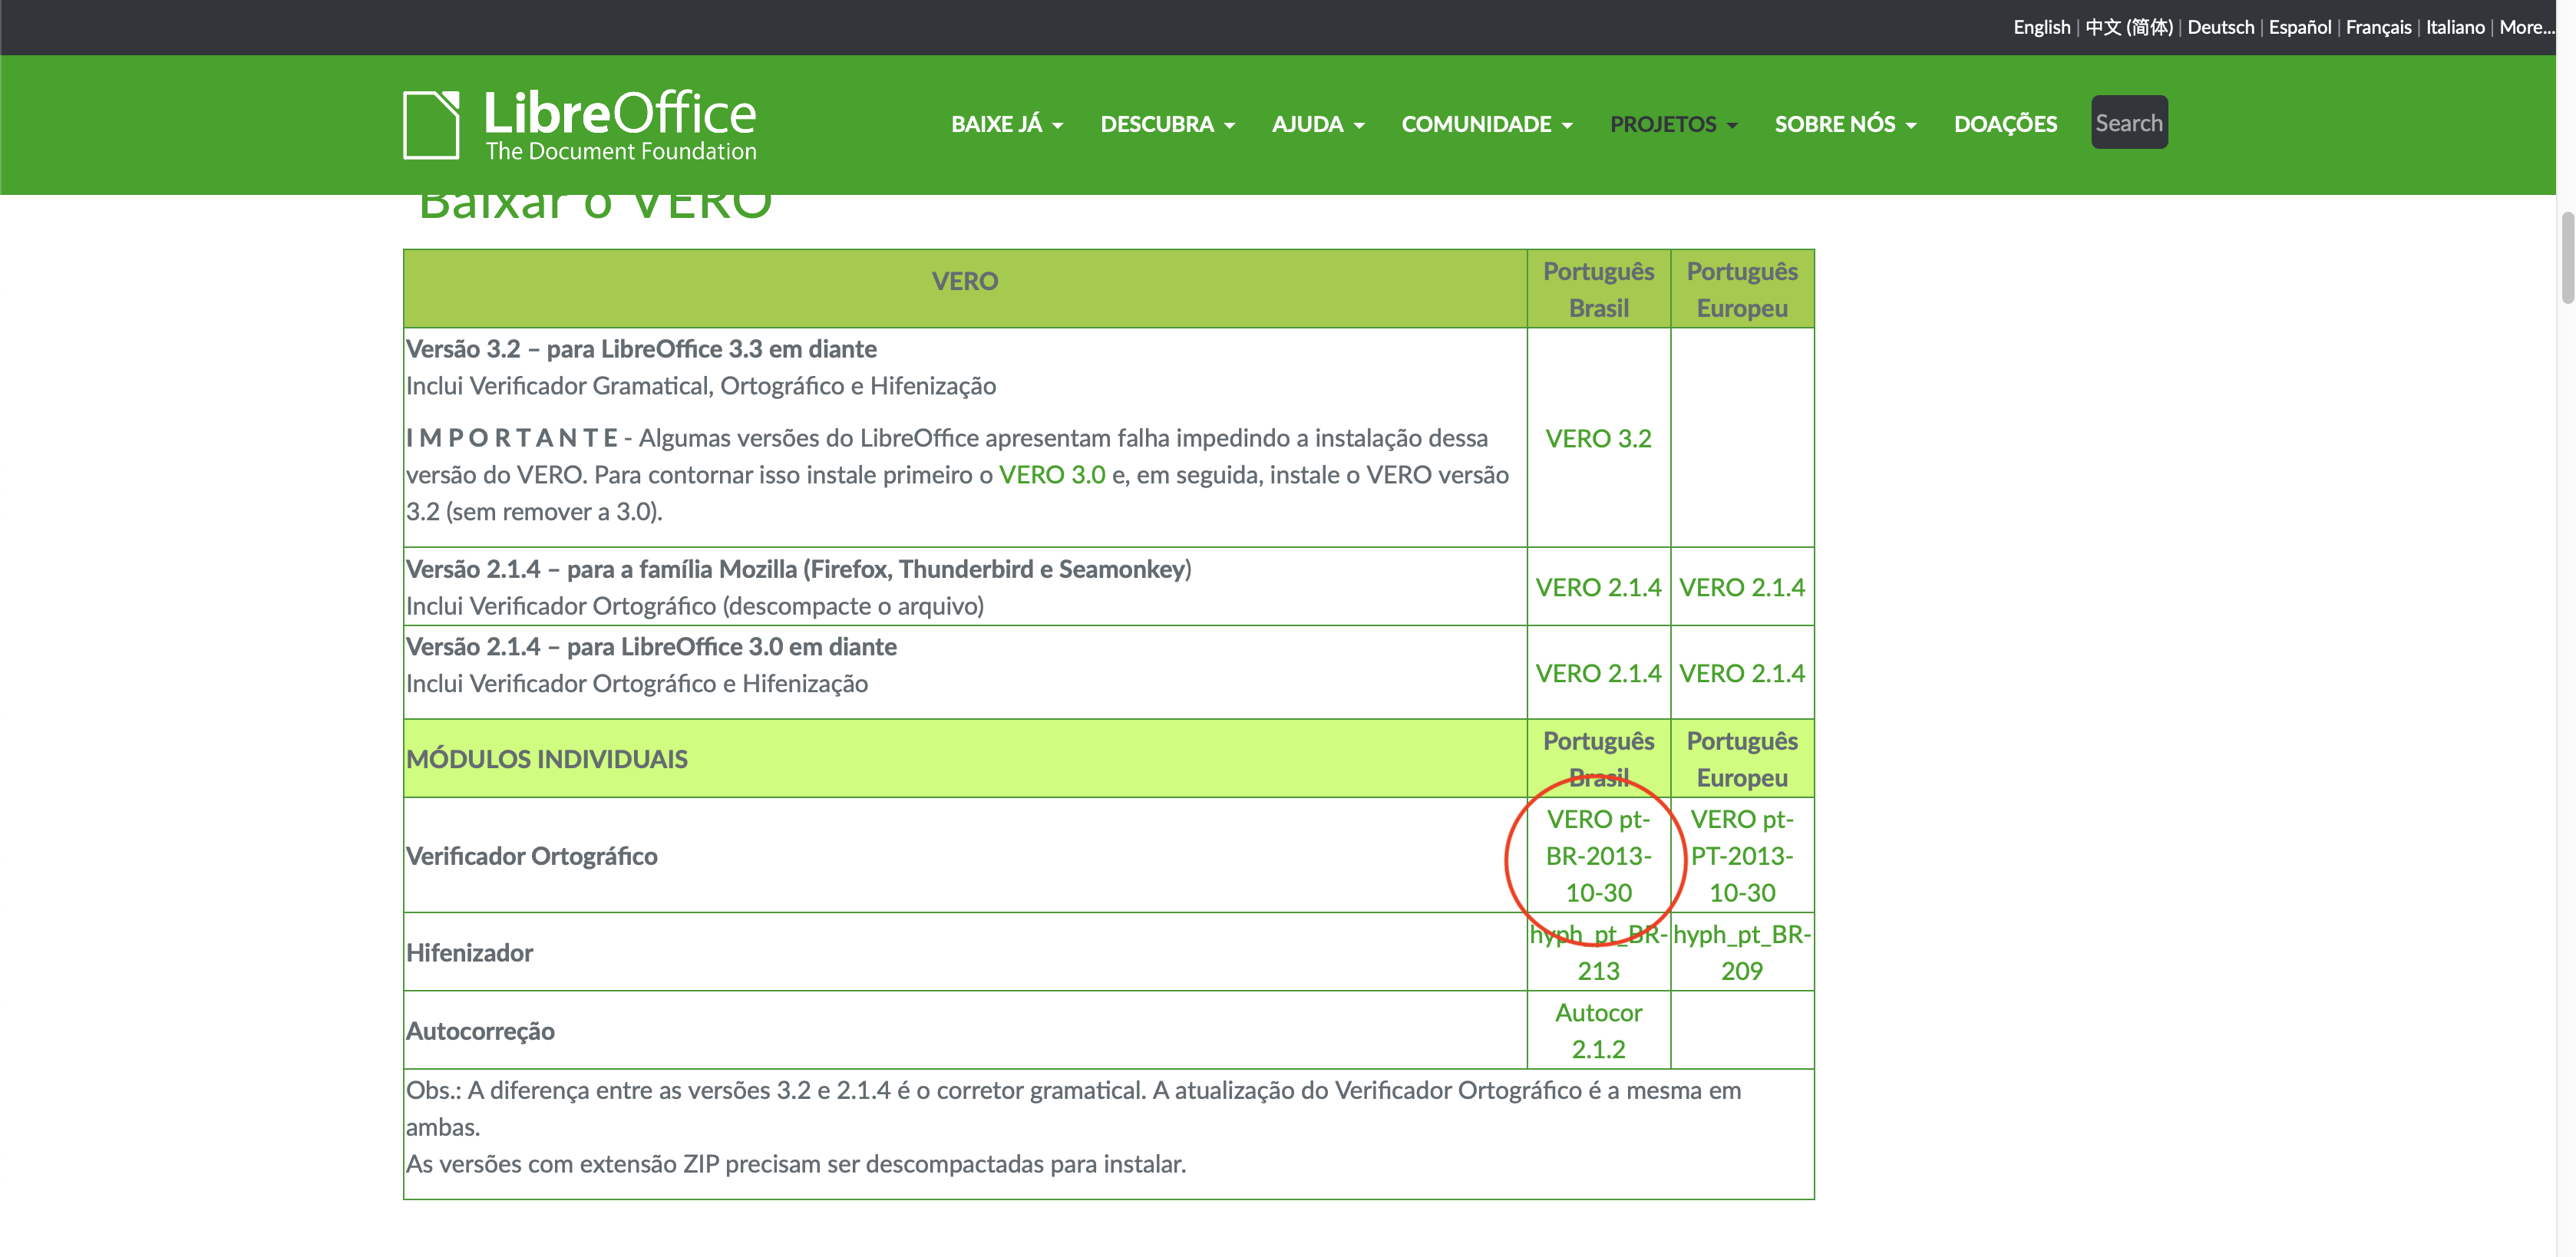 English | 中文 (简体) | Deutsch | Español | Français | Italiano | More...
LibreOffice
The Document Foundation
BAIXE JÁ DESCUBRA AJUDA COMUNIDADE PROJETOS SOBRE NÓS DOAÇÕES Search
Baixar o VERO
VERO
Português
Brasil
Português
Europeu
Versão 3.2 – para LibreOffice 3.3 em diante
Inclui Verificador Gramatical, Ortográfico e Hifenização
I M P O R T A N T E - Algumas versões do LibreOffice apresentam falha impedindo a instalação dessa
versão do VERO. Para contornar isso instale primeiro o VERO 3.0 e, em seguida, instale o VERO versão
3.2 (sem remover a 3.0).
VERO 3.2
Versão 2.1.4 – para a família Mozilla (Firefox, Thunderbird e Seamonkey)
Inclui Verificador Ortográfico (descompacte o arquivo)
VERO 2.1.4
VERO 2.1.4
Versão 2.1.4 – para LibreOffice 3.0 em diante
Inclui Verificador Ortográfico e Hifenização
VERO 2.1.4
VERO 2.1.4
MÓDULOS INDIVIDUAIS
Português
Brasil
Português
Europeu
Verificador Ortográfico
VERO pt-
BR-2013-
10-30
VERO pt-
PT-2013-
10-30
Hifenizador
hyph_pt_BR-
213
hyph_pt_BR-
209
Autocorreção
Autocor
2.1.2
Obs.: A diferença entre as versões 3.2 e 2.1.4 é o corretor gramatical. A atualização do Verificador Ortográfico é a mesma em
ambas.
As versões com extensão ZIP precisam ser descompactadas para instalar.